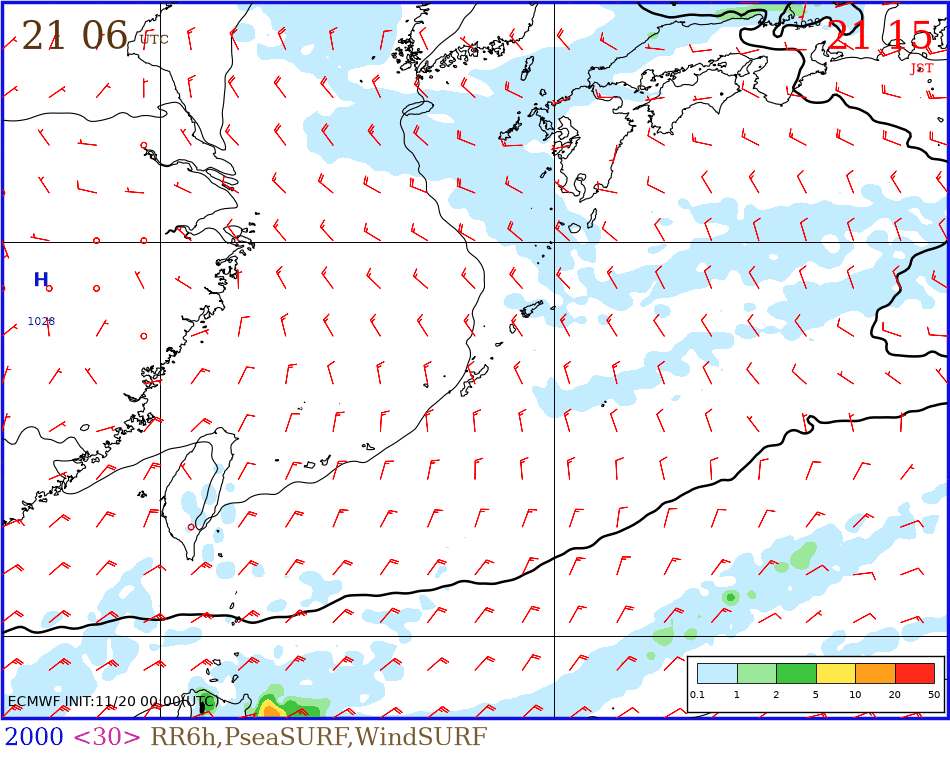 21 06 UTC
21 15
JST
1020
H
1028
ECMWF INIT:11/20 00:00(UTC)
0.1 1 2 5 10 20 50
2000 <30> RR6h,PseaSURF,WindSURF